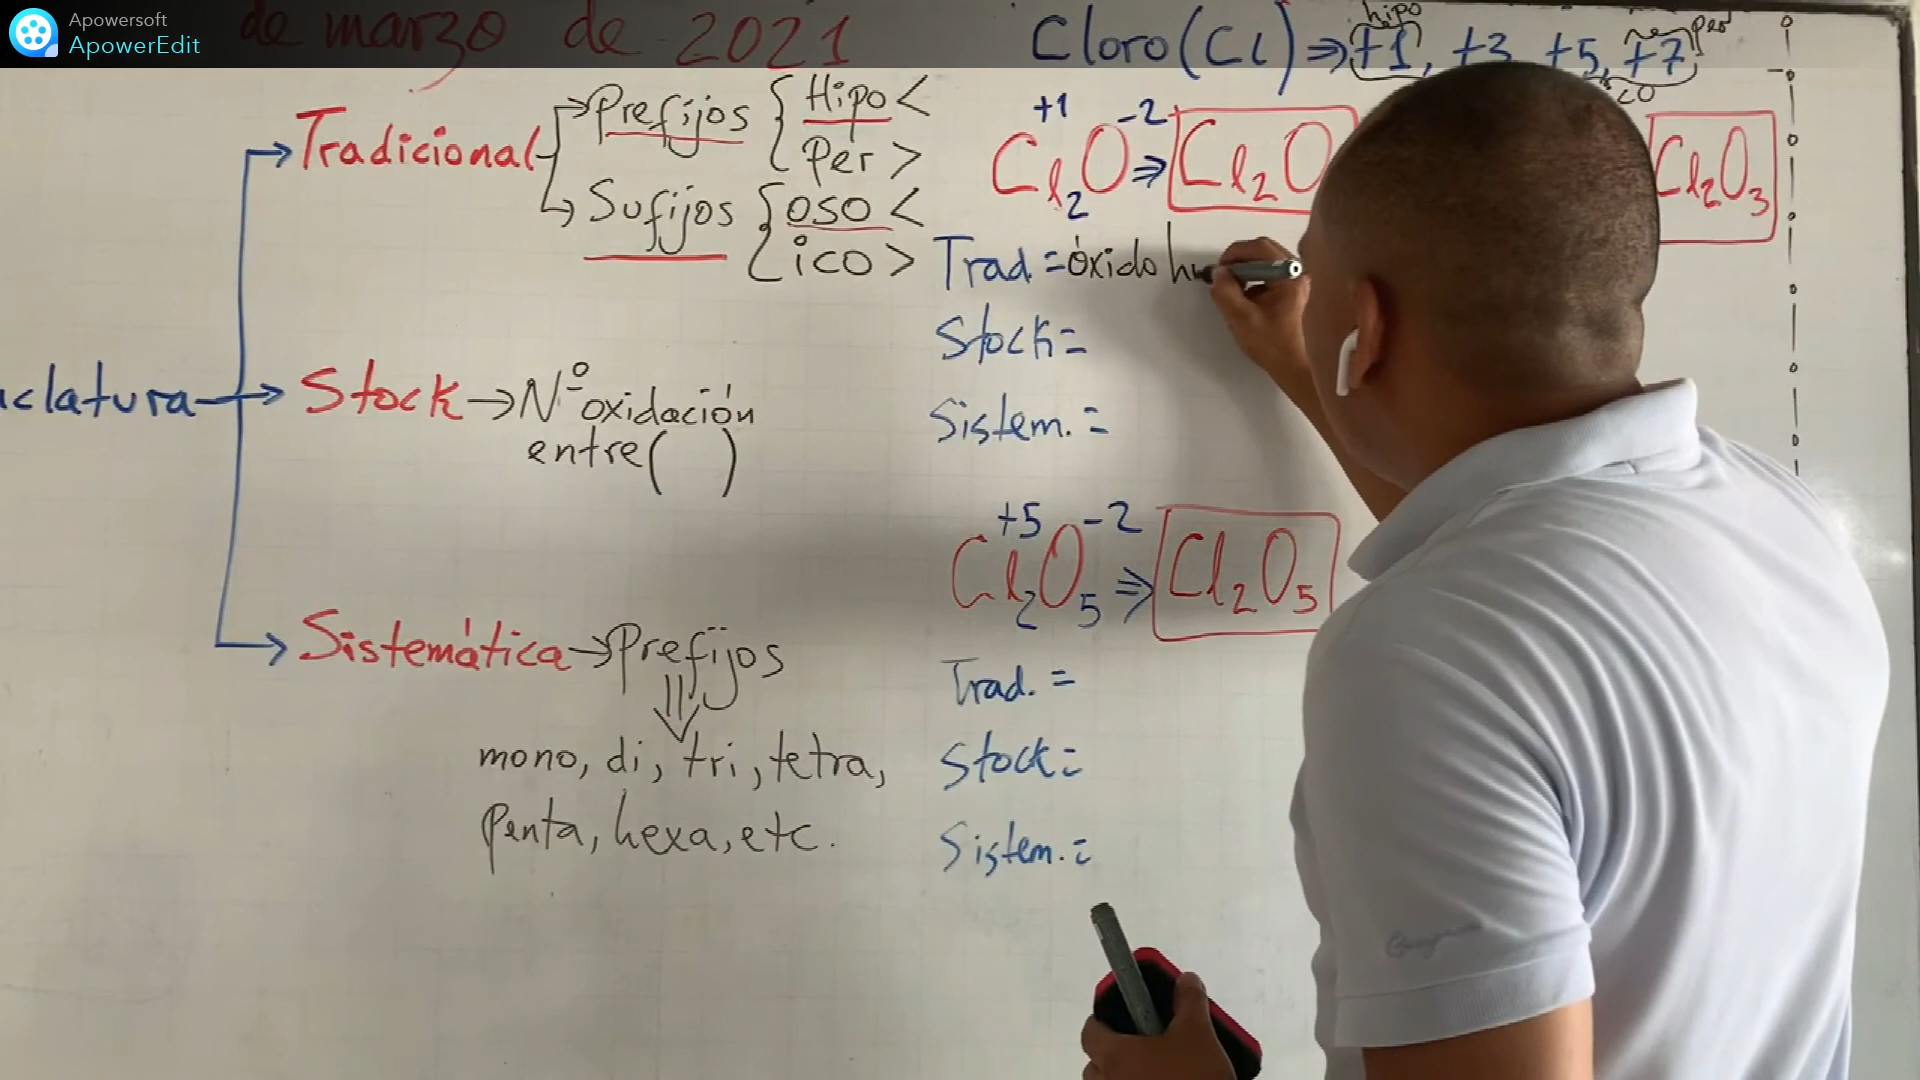 Apowersoft
ApowerEdit
de marzo de 2021
Tradicional
Prefijos
Hipo <
Per >
Sufijos
oso <
ico >
clatura
Stock → Nº oxidación
entre ( )
Sistemática → Prefijos
mono, di, tri, tetra,
Penta, hexa, etc.
hipo
per
Cloro (Cl) ⇒ +1, +3, +5, +7
co
+1 -2
Cl₂O ⇒ Cl₂O
Cl₂O₃
Trad. = óxido h
Stock =
Sistem. =
+5 -2
Cl₂O₅ ⇒ Cl₂O₅
Trad. =
Stock =
Sistem. =